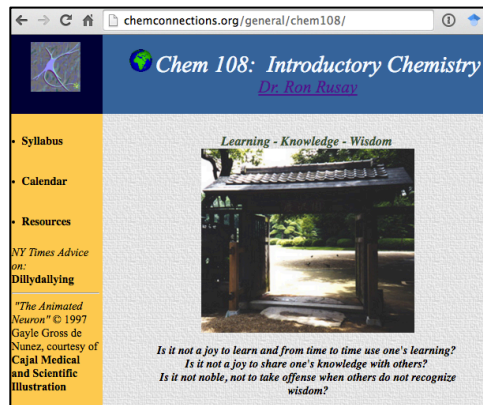 chemconnections.org/general/chem108/
Chem 108: Introductory Chemistry
Dr. Ron Rusay
• Syllabus
• Calendar
• Resources
NY Times Advice
on:
Dillydallying
"The Animated
Neuron" © 1997
Gayle Gross de
Nunez, courtesy of
Cajal Medical
and Scientific
Illustration
Learning - Knowledge - Wisdom
Is it not a joy to learn and from time to time use one's learning?
Is it not a joy to share one's knowledge with others?
Is it not noble, not to take offense when others do not recognize
wisdom?